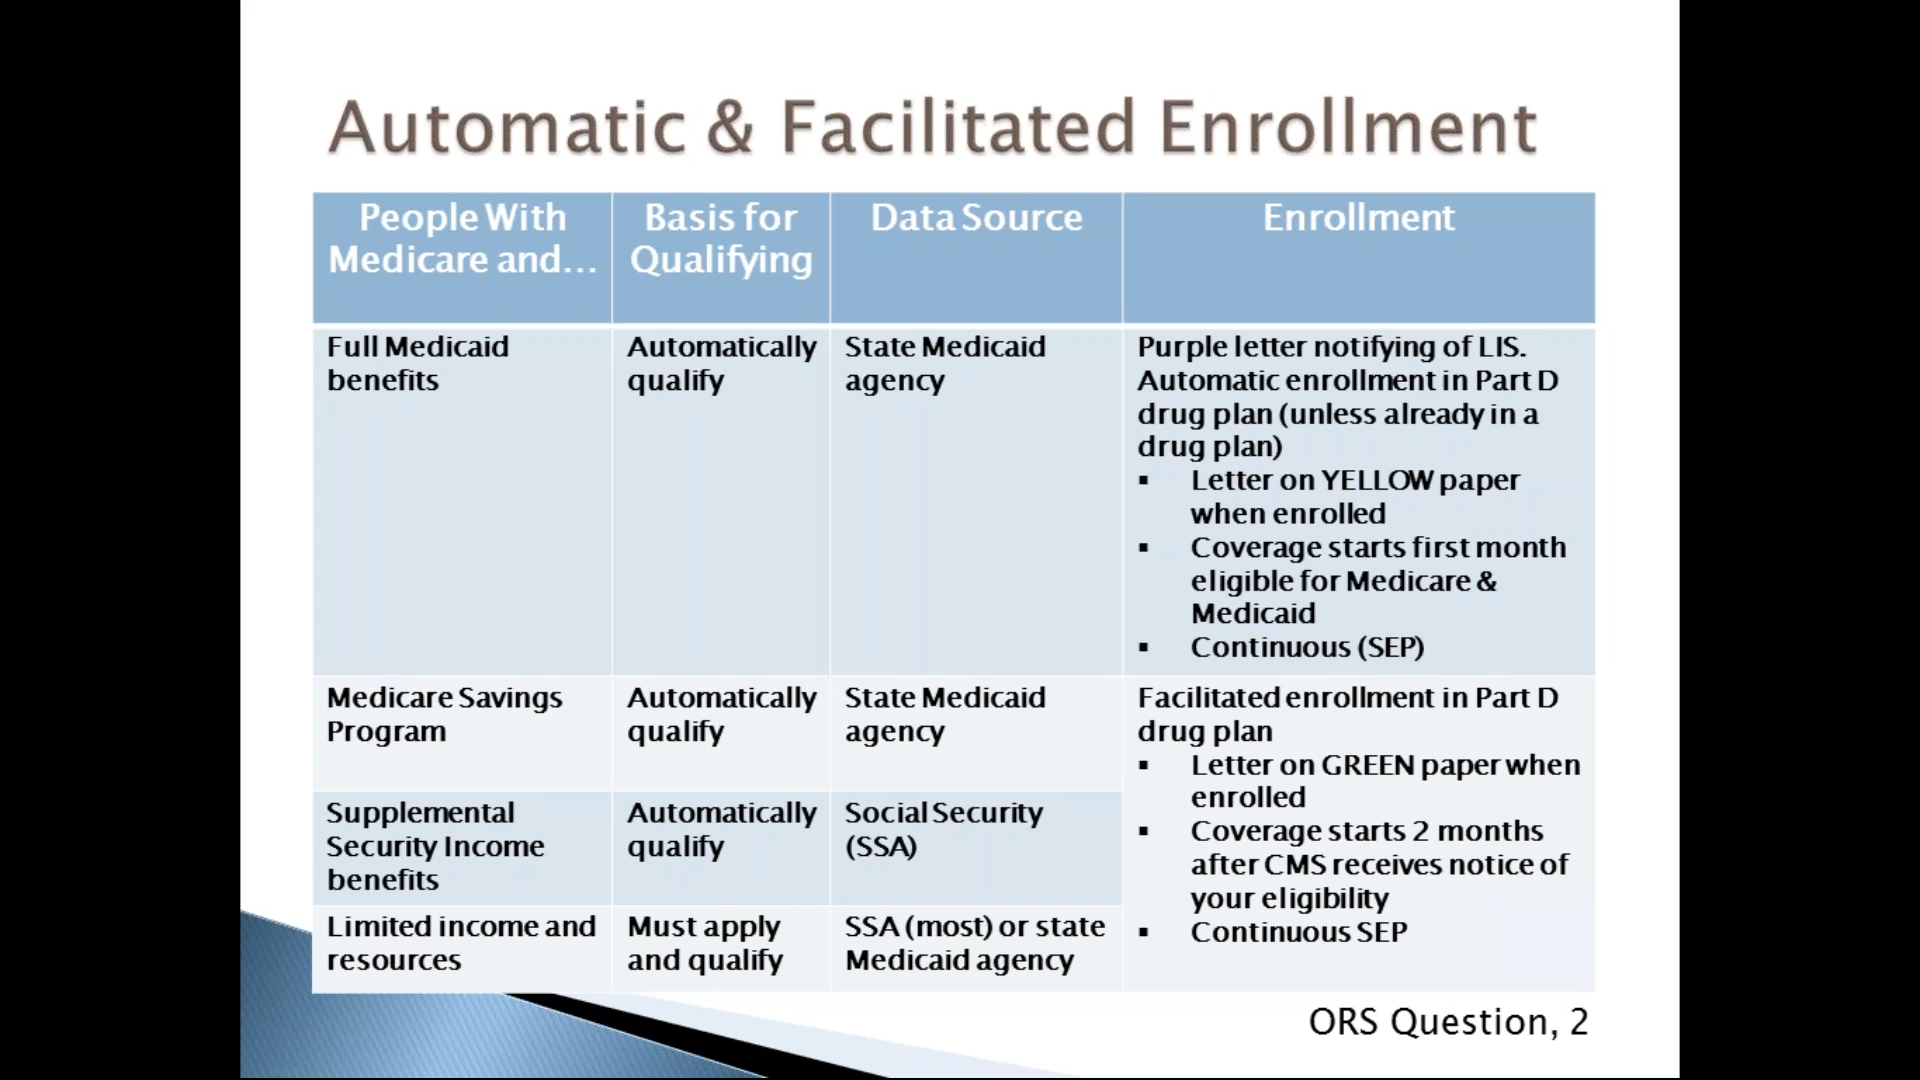 Automatic & Facilitated Enrollment
People With
Medicare and...
Basis for
Qualifying
Data Source
Enrollment
Full Medicaid
benefits
Automatically
qualify
State Medicaid
agency
Purple letter notifying of LIS.
Automatic enrollment in Part D
drug plan (unless already in a
drug plan)
▪ Letter on YELLOW paper
when enrolled
▪ Coverage starts first month
eligible for Medicare &
Medicaid
▪ Continuous (SEP)
Medicare Savings
Program
Automatically
qualify
State Medicaid
agency
Facilitated enrollment in Part D
drug plan
▪ Letter on GREEN paper when
enrolled
▪ Coverage starts 2 months
after CMS receives notice of
your eligibility
▪ Continuous SEP
Supplemental
Security Income
benefits
Automatically
qualify
Social Security
(SSA)
Limited income and
resources
Must apply
and qualify
SSA (most) or state
Medicaid agency
ORS Question, 2